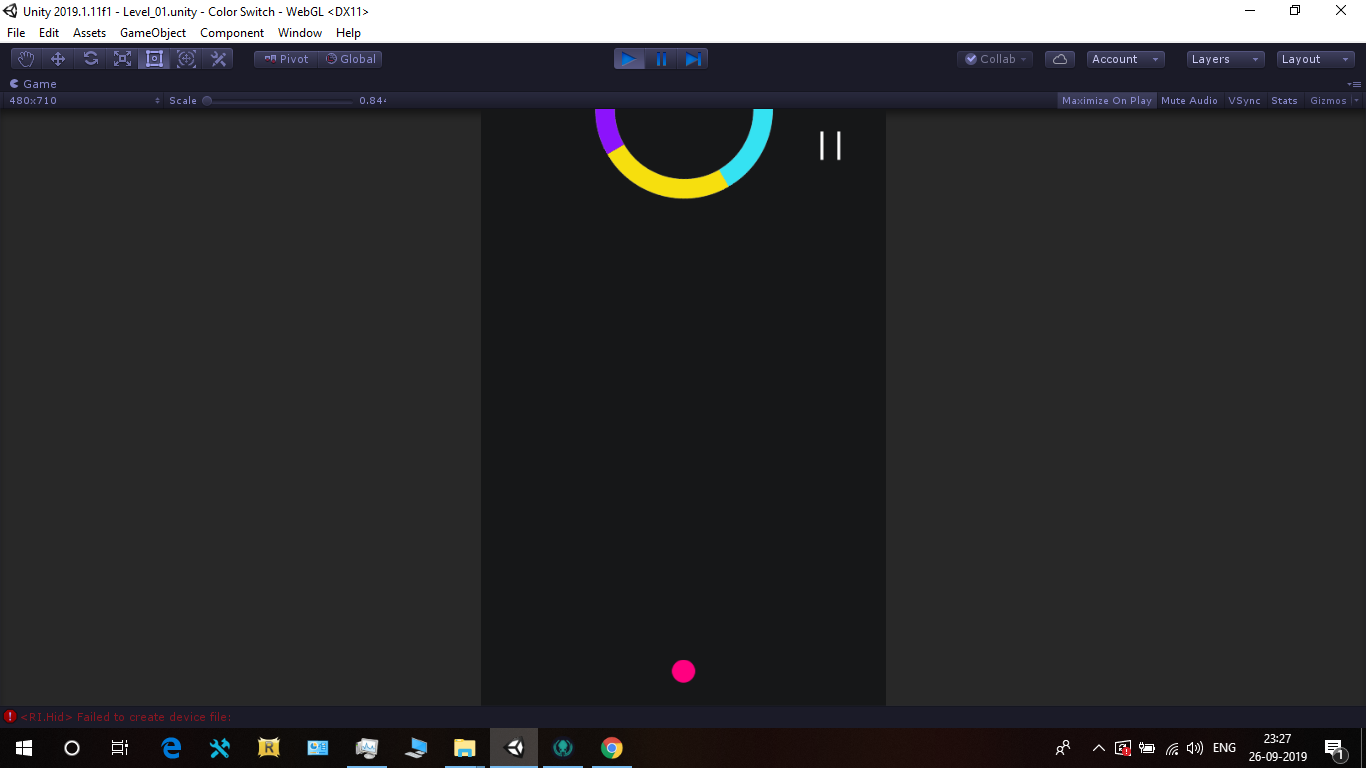 Unity 2019.1.11f1 - Level_01.unity - Color Switch - WebGL <DX11>
File Edit Assets GameObject Component Window Help
Pivot Global Collab Account Layers Layout
Game
480x710 Scale 0.84 Maximize On Play Mute Audio VSync Stats Gizmos
<RI.Hid> Failed to create device file:
R ENG 23:27
26-09-2019 1